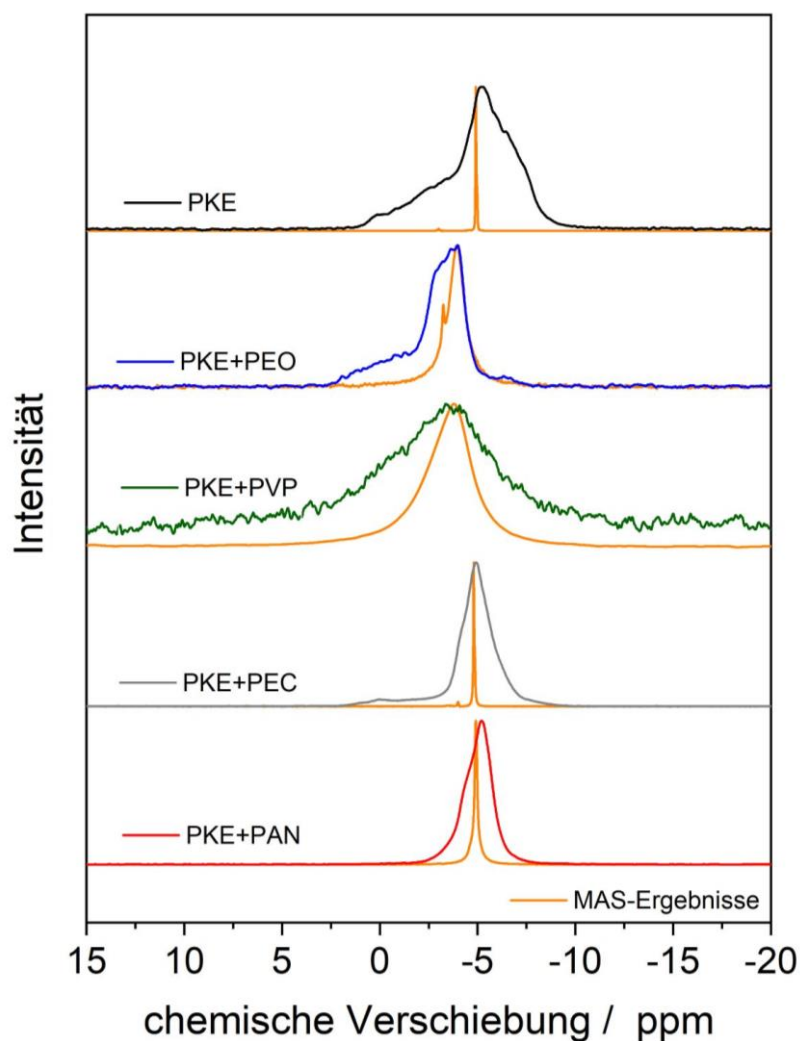 PKE
PKE+PEO
PKE+PVP
PKE+PEC
PKE+PAN
MAS-Ergebnisse
Intensität
15 10 5 0 -5 -10 -15 -20
chemische Verschiebung / ppm